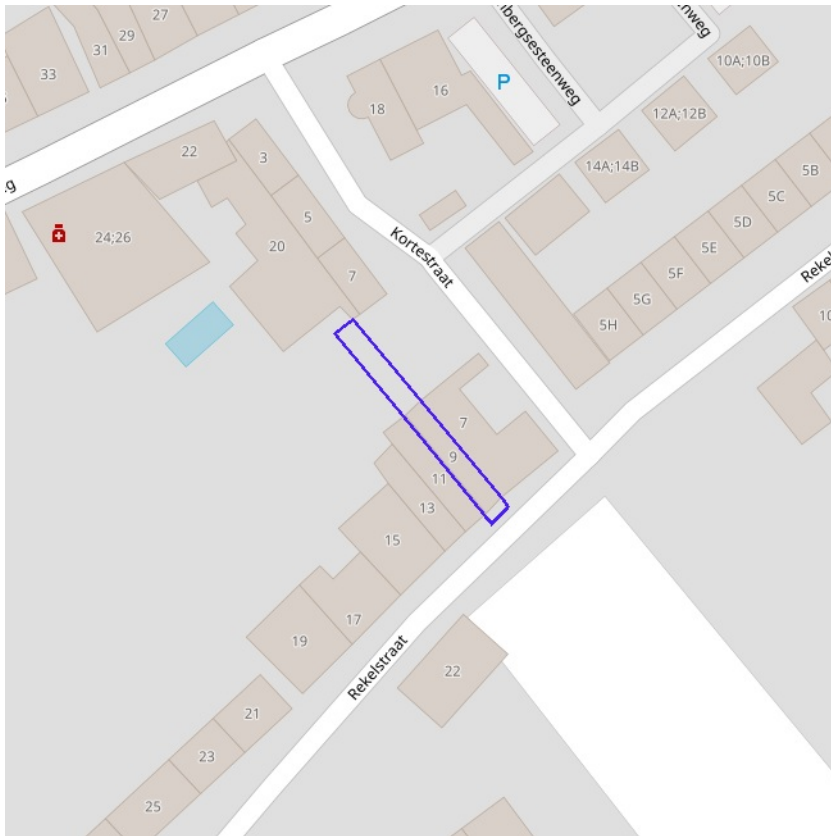 27
29
31
33
bergsesteenweg
nweg
10A;10B
P
16
18
12A;12B
22
3
14A;14B
5B
5C
g
24;26
5
5D
20
Kortestraat
5E
5F
7
Rekel
5G
10
5H
7
9
11
13
15
17
19
Rekelstraat
22
21
23
25